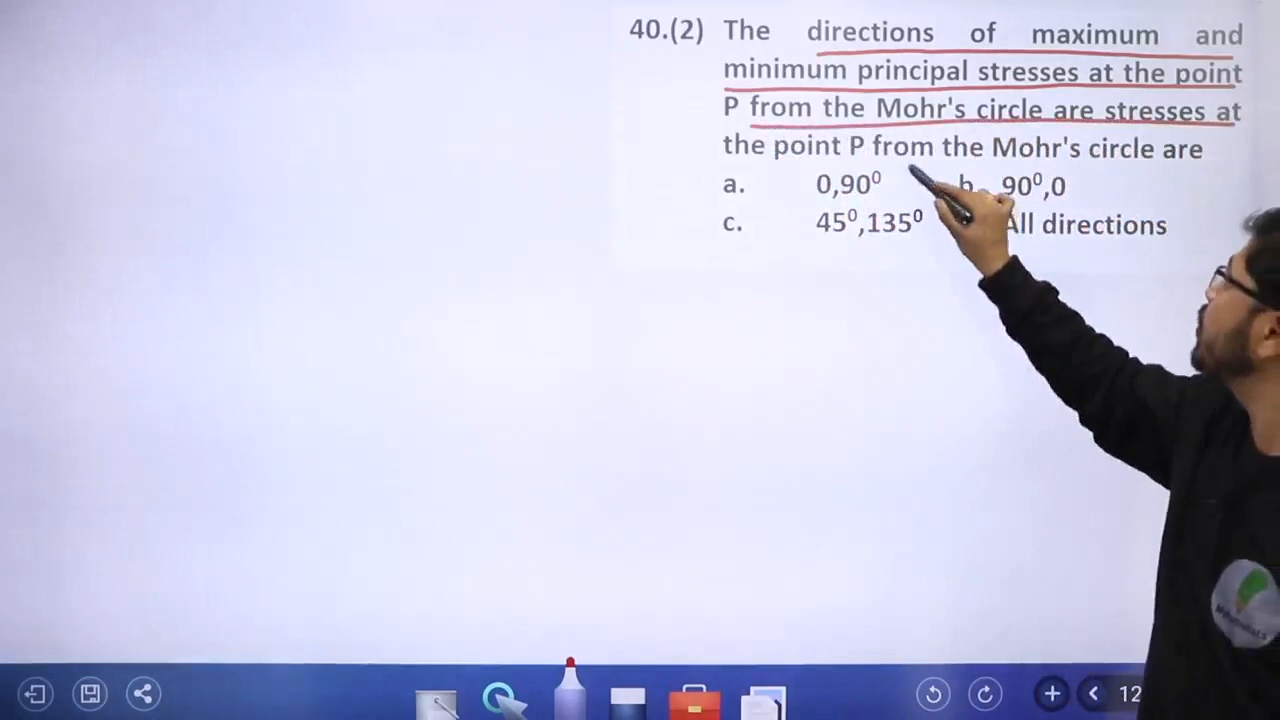 40.(2) The directions of maximum and
minimum principal stresses at the point
P from the Mohr's circle are stresses at
the point P from the Mohr's circle are
a. 0,90⁰ b. 90⁰,0
c. 45⁰,135⁰ All directions
12